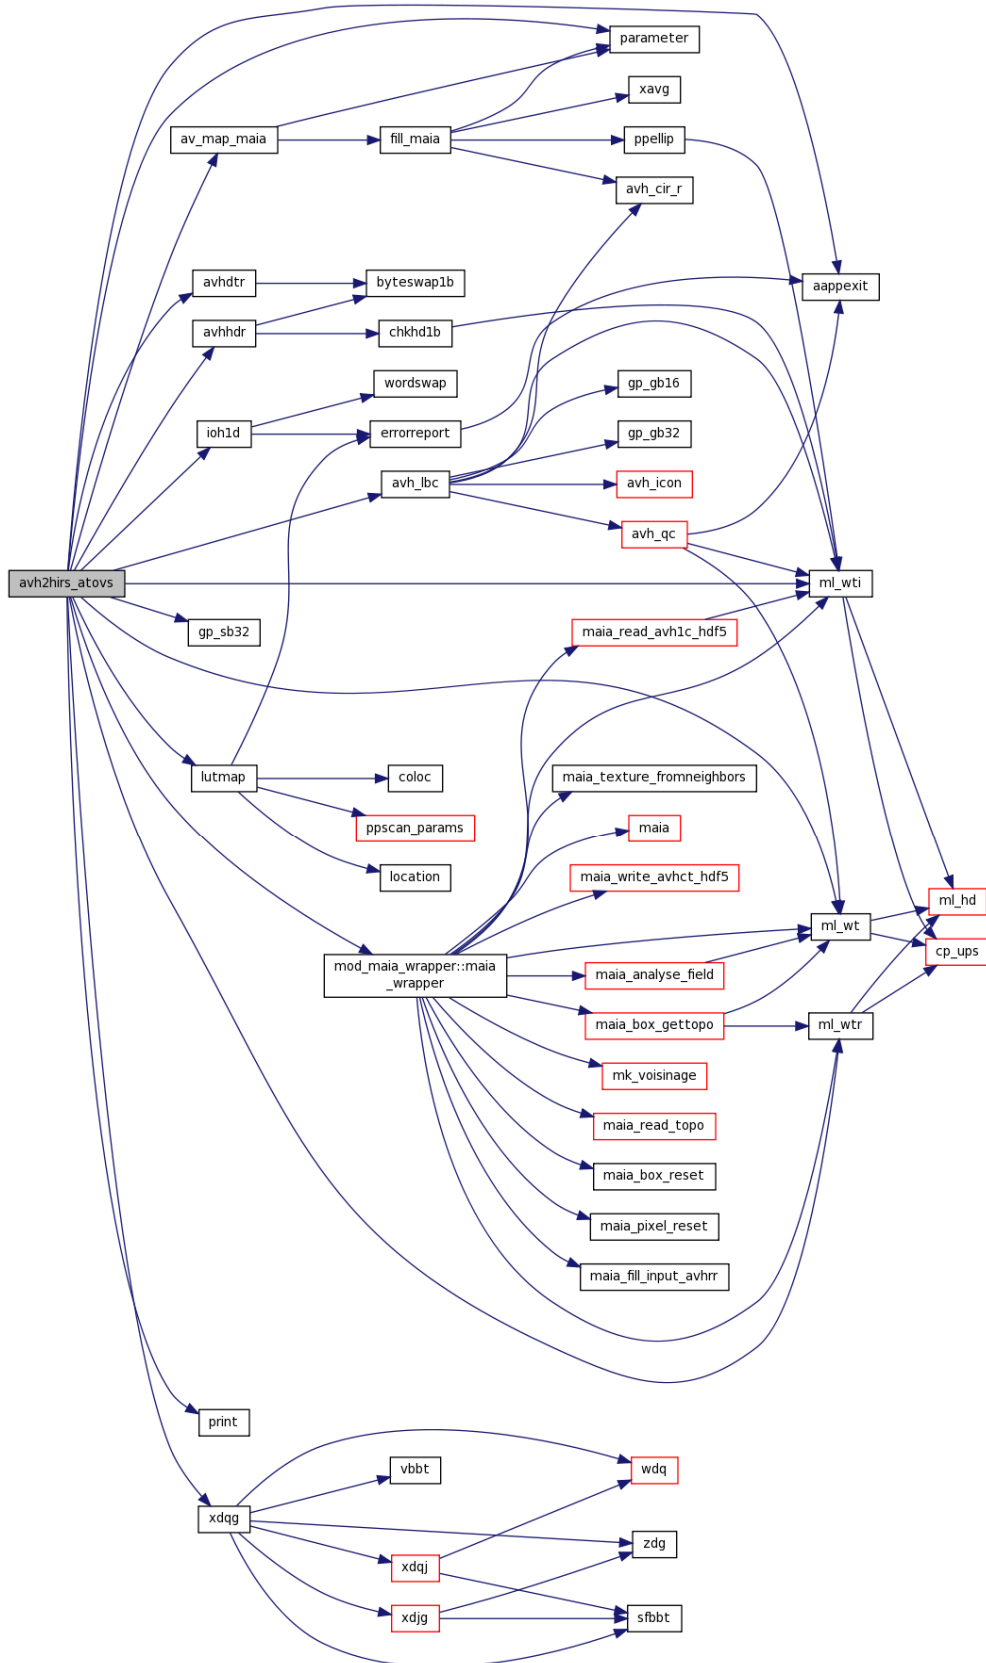 parameter
xavg
av_map_maia
fill_maia
ppellip
avh_cir_r
avhdtr
byteswap1b
aappexit
avhhdr
chkhd1b
wordswap
gp_gb16
ioh1d
errorreport
gp_gb32
avh_lbc
avh_icon
avh_qc
avh2hirs_atovs
ml_wti
gp_sb32
maia_read_avh1c_hdf5
lutmap
coloc
maia_texture_fromneighbors
ppscan_params
maia
location
maia_write_avhct_hdf5
ml_hd
ml_wt
cp_ups
mod_maia_wrapper::maia
_wrapper
maia_analyse_field
maia_box_gettopo
ml_wtr
mk_voisinage
maia_read_topo
maia_box_reset
maia_pixel_reset
maia_fill_input_avhrr
print
vbbt
wdq
xdqg
zdg
xdqj
xdjg
sfbbt